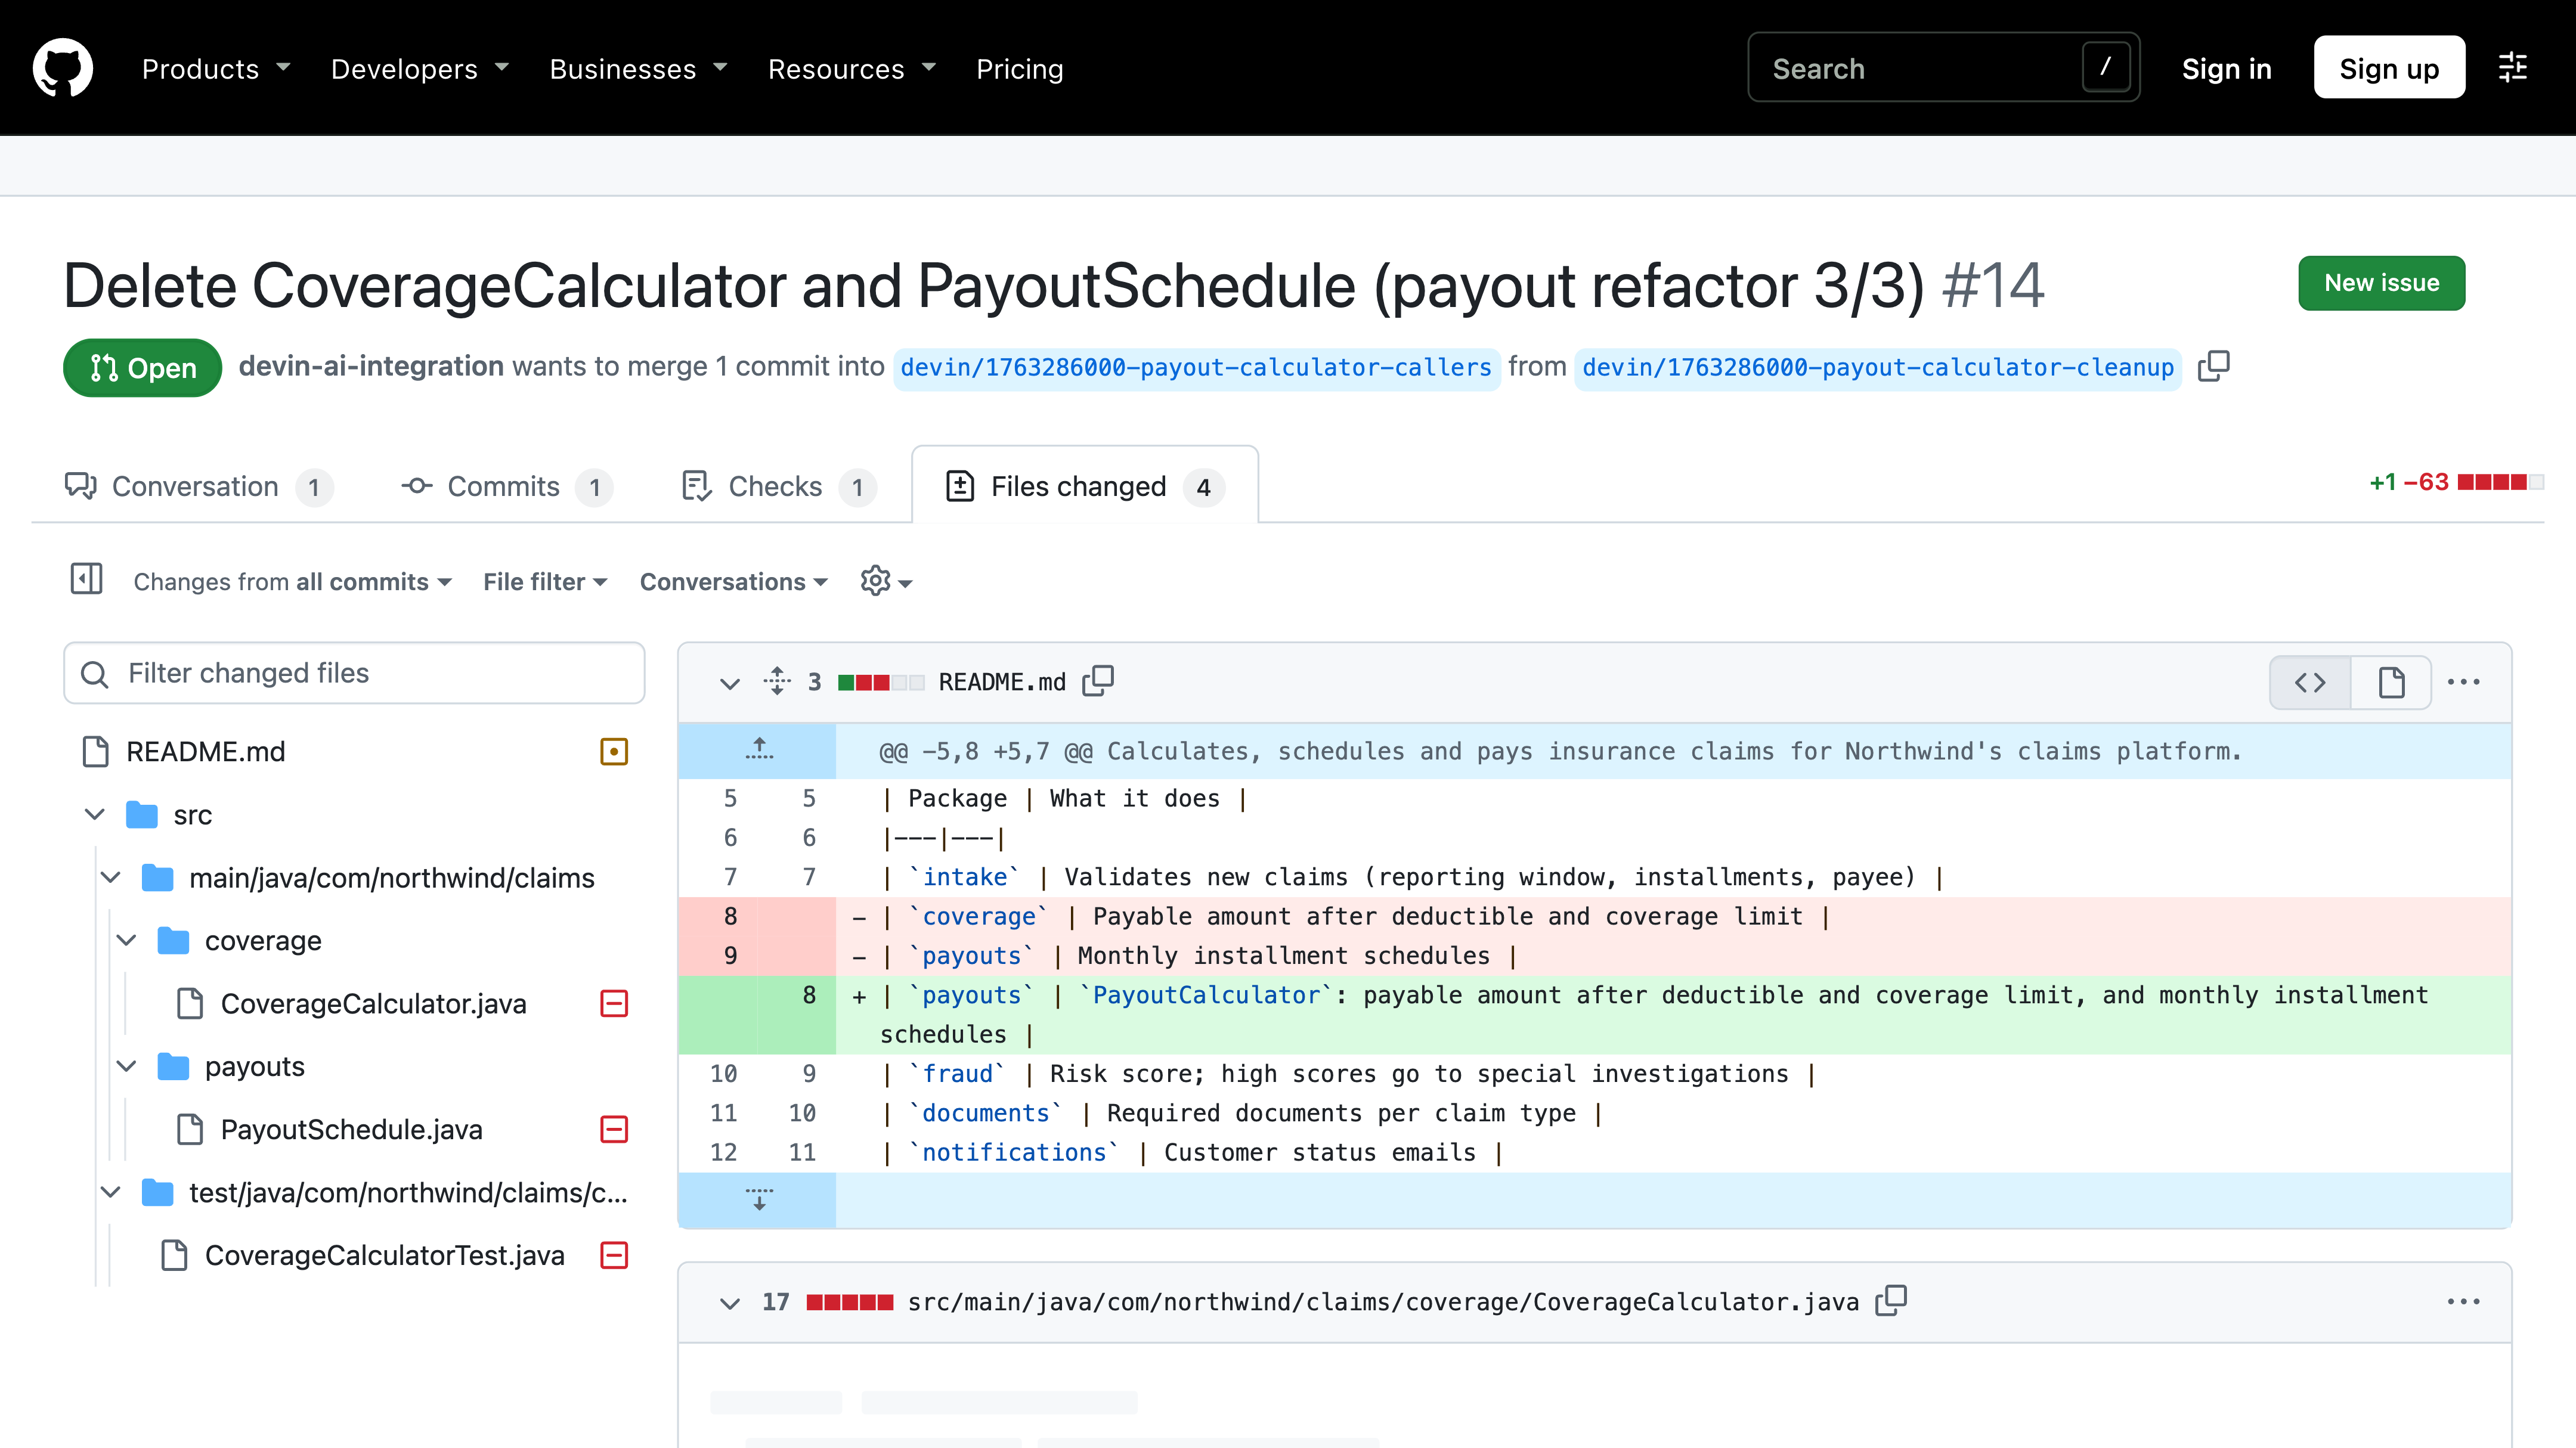 Products Developers Businesses Resources Pricing Search / Sign in Sign up
Delete CoverageCalculator and PayoutSchedule (payout refactor 3/3) #14 New issue
Open devin-ai-integration wants to merge 1 commit into devin/1763286000-payout-calculator-callers from devin/1763286000-payout-calculator-cleanup
Conversation 1 Commits 1 Checks 1 Files changed 4 +1 −63
Changes from all commits File filter Conversations
Filter changed files
README.md
src
main/java/com/northwind/claims
coverage
CoverageCalculator.java
payouts
PayoutSchedule.java
test/java/com/northwind/claims/c...
CoverageCalculatorTest.java
3 README.md
@@ -5,8 +5,7 @@ Calculates, schedules and pays insurance claims for Northwind's claims platform.
5 5 | Package | What it does |
6 6 |---|---|
7 7 | `intake` | Validates new claims (reporting window, installments, payee) |
8 - | `coverage` | Payable amount after deductible and coverage limit |
9 - | `payouts` | Monthly installment schedules |
8 + | `payouts` | `PayoutCalculator`: payable amount after deductible and coverage limit, and monthly installment
schedules |
10 9 | `fraud` | Risk score; high scores go to special investigations |
11 10 | `documents` | Required documents per claim type |
12 11 | `notifications` | Customer status emails |
17 src/main/java/com/northwind/claims/coverage/CoverageCalculator.java